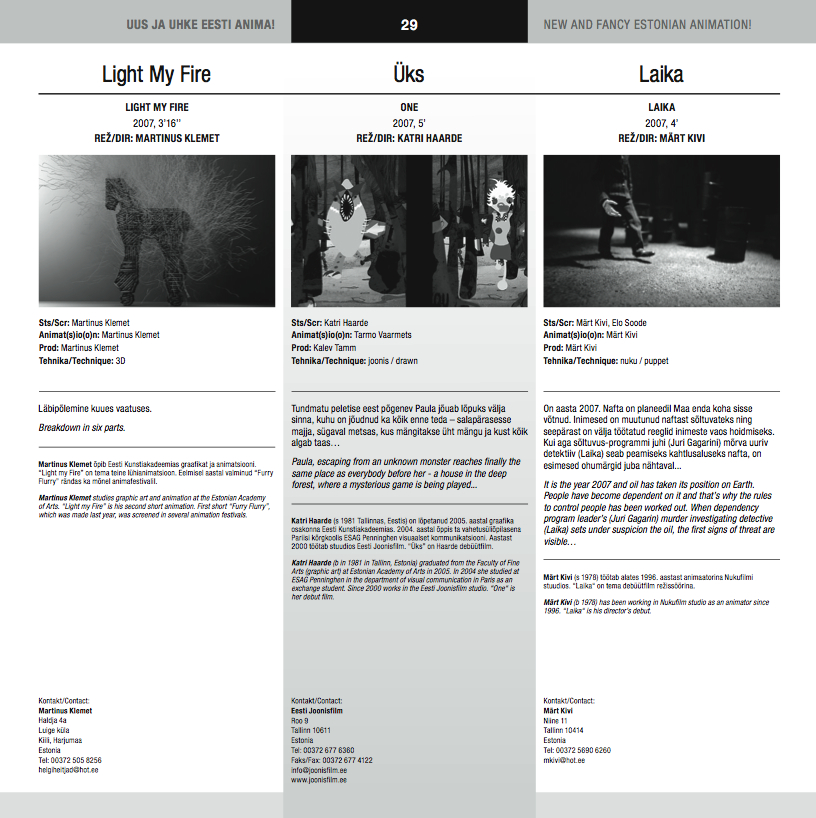 UUS JA UHKE EESTI ANIMA!
29
NEW AND FANCY ESTONIAN ANIMATION!
Light My Fire
LIGHT MY FIRE
2007, 3'16''
REŽ/DIR: MARTINUS KLEMET
Sts/Scr: Martinus Klemet
Animat(s)io(o)n: Martinus Klemet
Prod: Martinus Klemet
Tehnika/Technique: 3D
Läbipõlemine kuues vaatuses.
Breakdown in six parts.
Martinus Klemet õpib Eesti Kunstiakadeemias graafikat ja animatsiooni.
"Light my Fire" on tema teine lühianimatsioon. Eelmisel aastal valminud "Furry
Flurry" rändas ka mõnel animafestivalil.
Martinus Klemet studies graphic art and animation at the Estonian Academy
of Arts. "Light my Fire" is his second short animation. First short "Furry Flurry",
which was made last year, was screened in several animation festivals.
Kontakt/Contact:
Martinus Klemet
Haldja 4a
Luige küla
Kiili, Harjumaa
Estonia
Tel: 00372 505 8256
helgiheitjad@hot.ee
Üks
ONE
2007, 5'
REŽ/DIR: KATRI HAARDE
Sts/Scr: Katri Haarde
Animat(s)io(o)n: Tarmo Vaarmets
Prod: Kalev Tamm
Tehnika/Technique: joonis / drawn
Tundmatu peletise eest põgenev Paula jõuab lõpuks välja
sinna, kuhu on jõudnud ka kõik enne teda – salapärasesse
majja, sügaval metsas, kus mängitakse üht mängu ja kust kõik
algab taas…
Paula, escaping from an unknown monster reaches finally the
same place as everybody before her - a house in the deep
forest, where a mysterious game is being played...
Katri Haarde (s 1981 Tallinnas, Eestis) on lõpetanud 2005. aastal graafika
osakonna Eesti Kunstiakadeemias. 2004. aastal õppis ta vahetusüliõpilasena
Pariisi kõrgkoolis ESAG Penninghen visuaalset kommunikatsiooni. Aastast
2000 töötab stuudios Eesti Joonisfilm. "Üks" on Haarde debüütfilm.
Katri Haarde (b in 1981 in Tallinn, Estonia) graduated from the Faculty of Fine
Arts (graphic art) at Estonian Academy of Arts in 2005. In 2004 she studied at
ESAG Penninghen in the department of visual communication in Paris as an
exchange student. Since 2000 works in the Eesti Joonisfilm studio. "One" is
her debut film.
Kontakt/Contact:
Eesti Joonisfilm
Roo 9
Tallinn 10611
Estonia
Tel: 00372 677 6360
Faks/Fax: 00372 677 4122
info@joonisfilm.ee
www.joonisfilm.ee
Laika
LAIKA
2007, 4'
REŽ/DIR: MÄRT KIVI
Sts/Scr: Märt Kivi, Elo Soode
Animat(s)io(o)n: Märt Kivi
Prod: Märt Kivi
Tehnika/Technique: nuku / puppet
On aasta 2007. Nafta on planeedil Maa enda koha sisse
võtnud. Inimesed on muutunud naftast sõltuvateks ning
seepärast on välja töötatud reeglid inimeste vaos hoidmiseks.
Kui aga sõltuvus-programmi juhi (Juri Gagarini) mõrva uuriv
detektiiv (Laika) seab peamiseks kahtlusaluseks nafta, on
esimesed ohumärgid juba nähtaval...
It is the year 2007 and oil has taken its position on Earth.
People have become dependent on it and that's why the rules
to control people has been worked out. When dependency
program leader's (Juri Gagarin) murder investigating detective
(Laika) sets under suspicion the oil, the first signs of threat are
visible…
Märt Kivi (s 1978) töötab alates 1996. aastast animaatorina Nukufilmi
stuudios. "Laika" on tema debüütfilm režissöörina.
Märt Kivi (b 1978) has been working in Nukufilm studio as an animator since
1996. "Laika" is his director's debut.
Kontakt/Contact:
Märt Kivi
Niine 11
Tallinn 10414
Estonia
Tel: 00372 5690 6260
mkivi@hot.ee